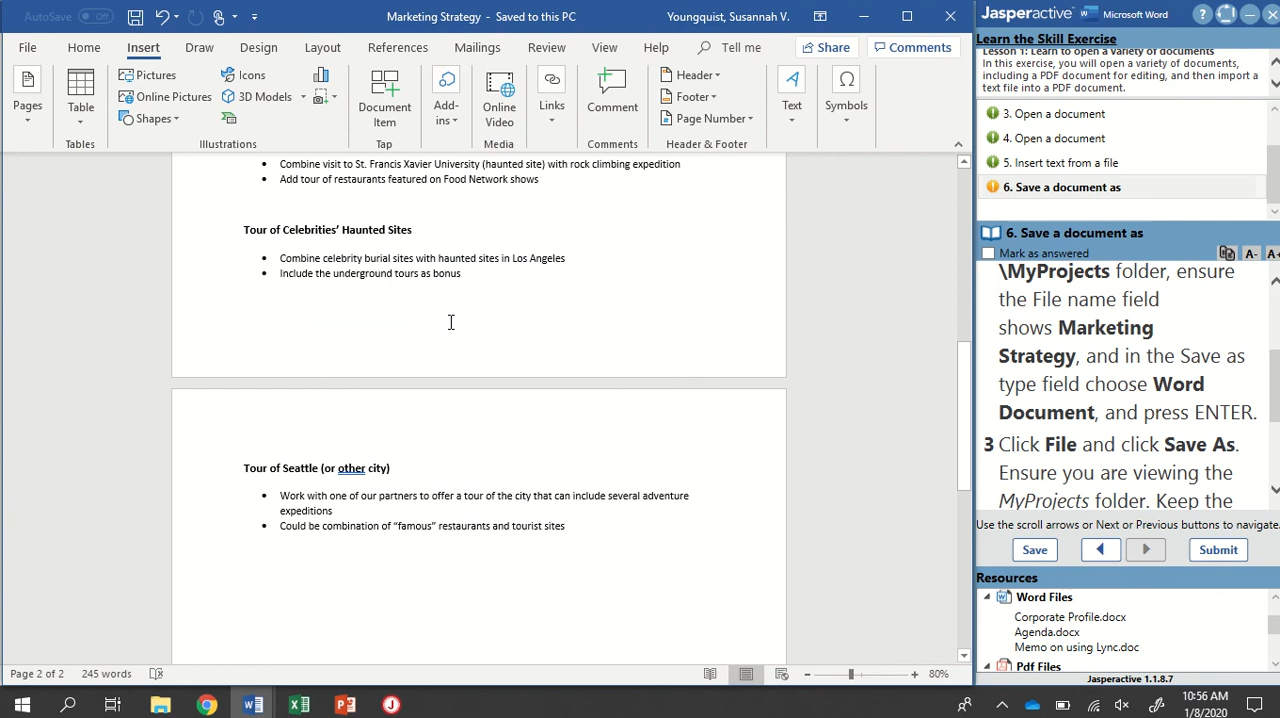 AutoSave Off
Marketing Strategy - Saved to this PC
Youngquist, Susannah V.
File Home Insert Draw Design Layout References Mailings Review View Help Tell me Share Comments
Pages
Table
Tables
Pictures
Online Pictures
Shapes
Icons
3D Models
Illustrations
Document Item
Tap
Add-ins
Online Video
Media
Links
Comment
Comments
Header
Footer
Page Number
Header & Footer
Text
Symbols
• Combine visit to St. Francis Xavier University (haunted site) with rock climbing expedition
• Add tour of restaurants featured on Food Network shows
Tour of Celebrities’ Haunted Sites
• Combine celebrity burial sites with haunted sites in Los Angeles
• Include the underground tours as bonus
Tour of Seattle (or other city)
• Work with one of our partners to offer a tour of the city that can include several adventure
expeditions
• Could be combination of “famous” restaurants and tourist sites
Page 2 of 2 245 words
80%
Jasperactive Microsoft Word
Learn the Skill Exercise
Lesson 1: Learn to open a variety of documents
In this exercise, you will open a variety of documents,
including a PDF document for editing, and then import a
text file into a PDF document.
3. Open a document
4. Open a document
5. Insert text from a file
6. Save a document as
6. Save a document as
Mark as answered
A- A+
\MyProjects folder, ensure
the File name field
shows Marketing
Strategy, and in the Save as
type field choose Word
Document, and press ENTER.
3 Click File and click Save As.
Ensure you are viewing the
MyProjects folder. Keep the
Use the scroll arrows or Next or Previous buttons to navigate.
Save Submit
Resources
Word Files
Corporate Profile.docx
Agenda.docx
Memo on using Lync.doc
Pdf Files
Jasperactive 1.1.8.7
10:56 AM
1/8/2020